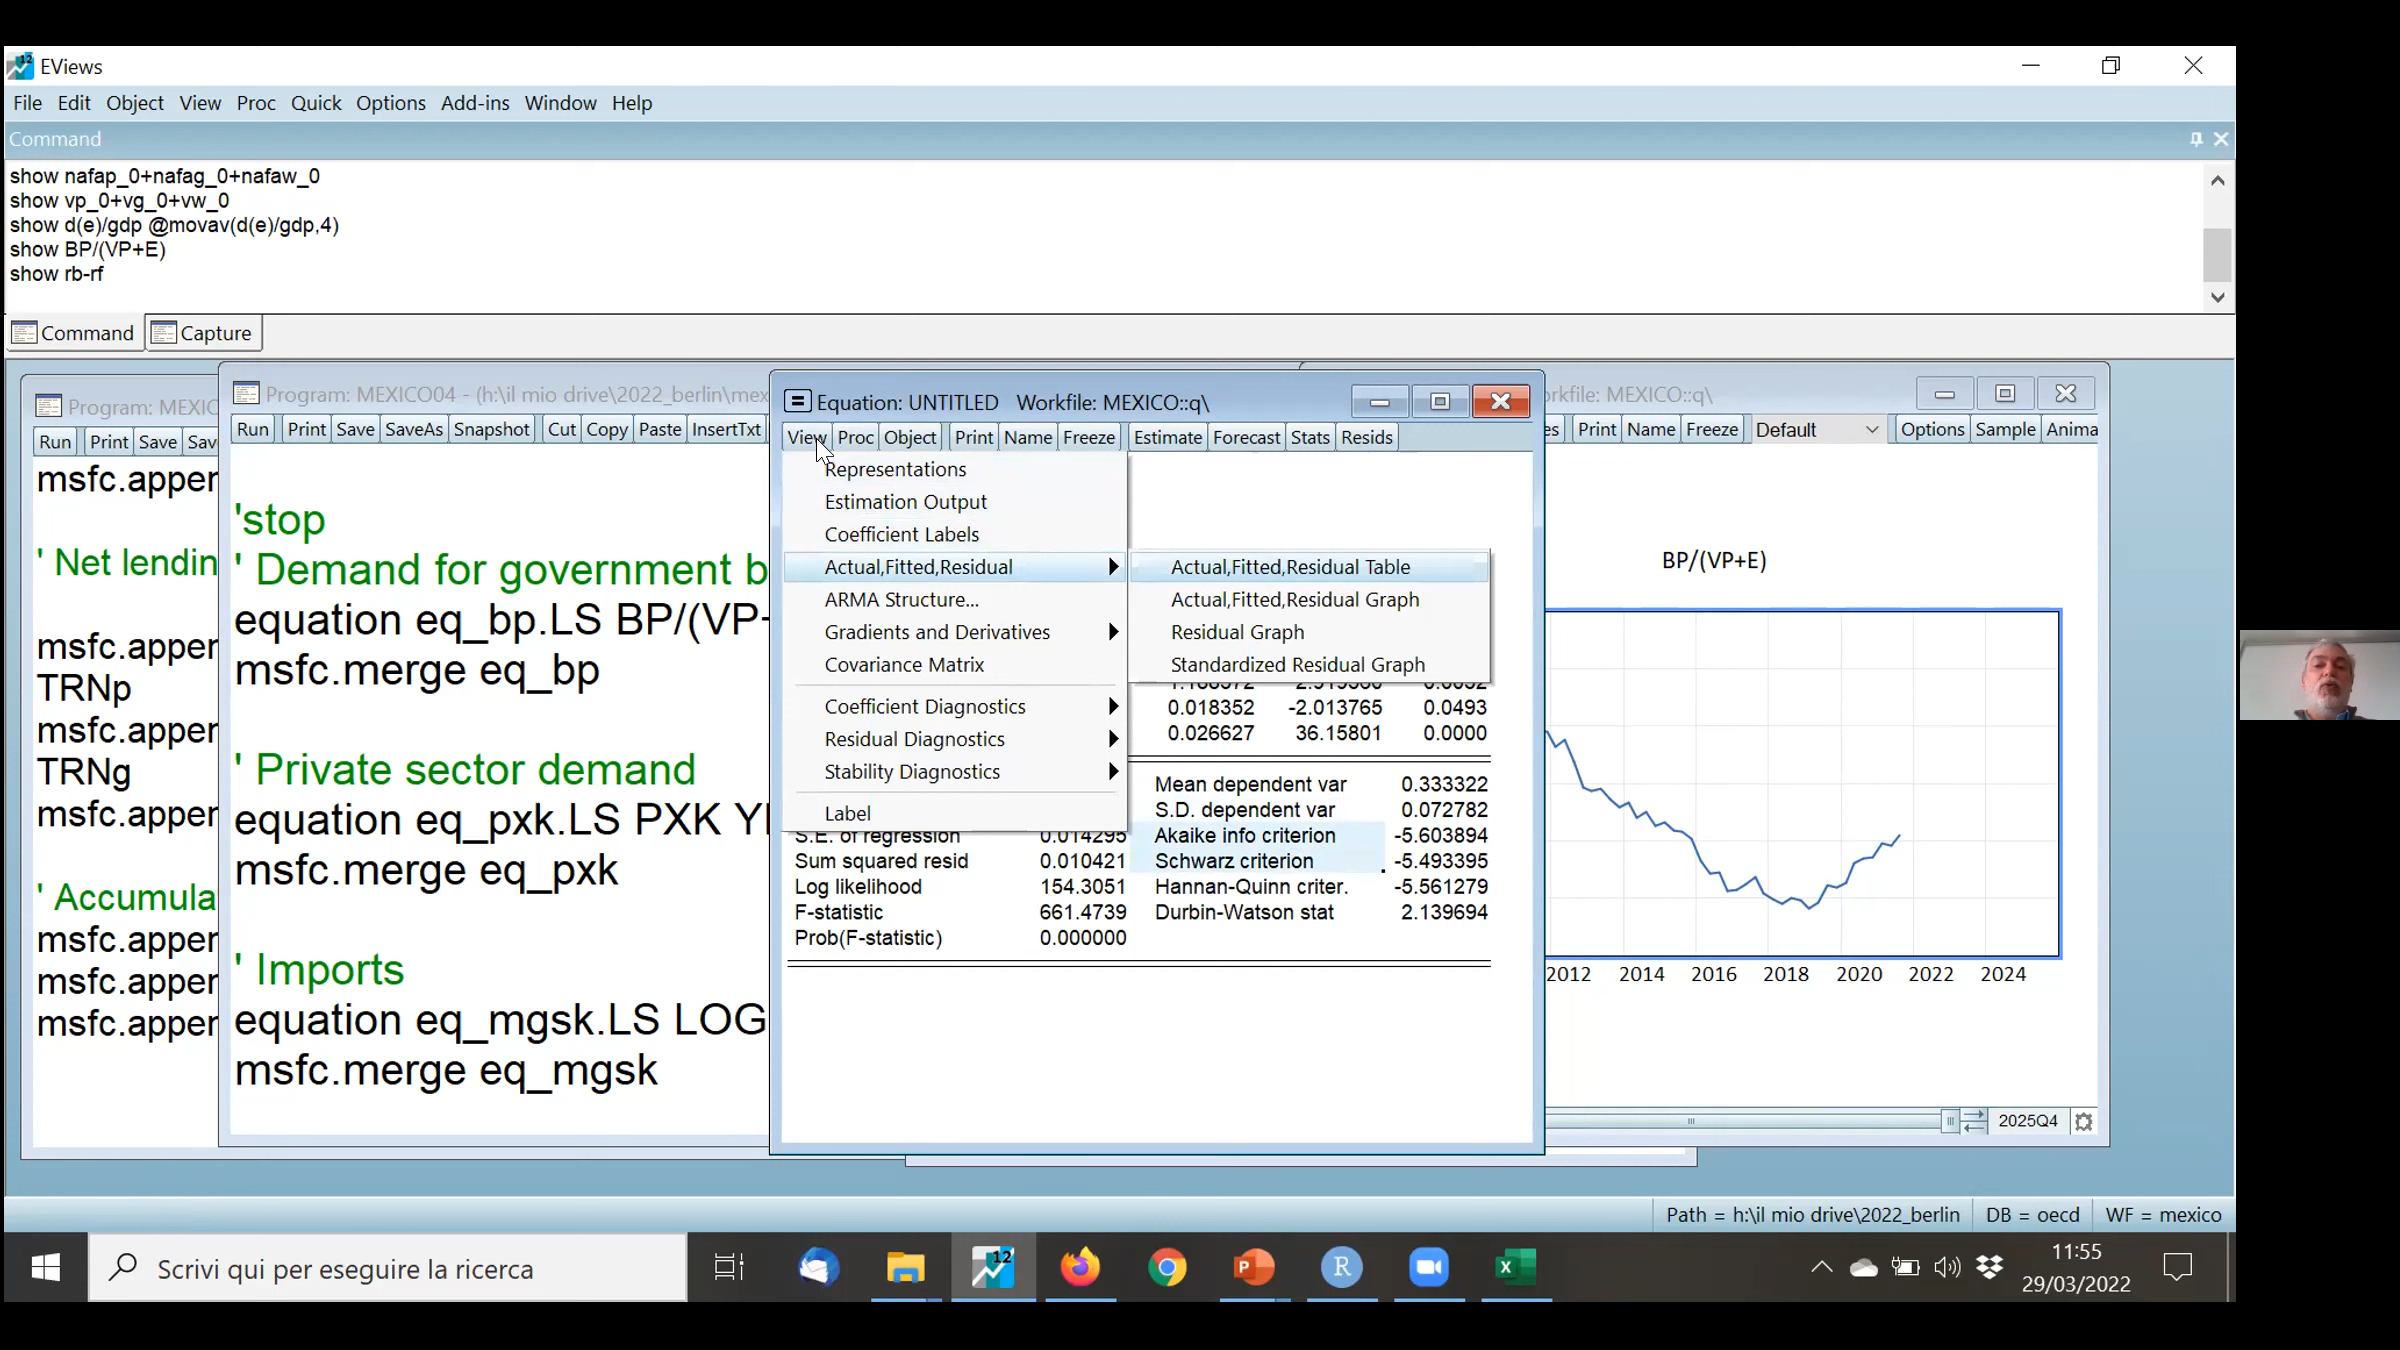 EViews
File Edit Object View Proc Quick Options Add-ins Window Help
Command
show nafap_0+nafag_0+nafaw_0
show vp_0+vg_0+vw_0
show d(e)/gdp @movav(d(e)/gdp,4)
show BP/(VP+E)
show rb-rf
Command Capture
Program: MEXIC
Run Print Save Sav
msfc.apper
' Net lendin
msfc.apper
TRNp
msfc.apper
TRNg
msfc.apper
' Accumula
msfc.apper
msfc.apper
msfc.apper
Program: MEXICO04 - (h:\il mio drive\2022_berlin\mex
Run Print Save SaveAs Snapshot Cut Copy Paste InsertTxt
'stop
' Demand for government b
equation eq_bp.LS BP/(VP+
msfc.merge eq_bp
' Private sector demand
equation eq_pxk.LS PXK Y
msfc.merge eq_pxk
' Imports
equation eq_mgsk.LS LOG
msfc.merge eq_mgsk
Equation: UNTITLED Workfile: MEXICO::q\
View Proc Object Print Name Freeze Estimate Forecast Stats Resids
Representations
Estimation Output
Coefficient Labels
Actual,Fitted,Residual
ARMA Structure...
Gradients and Derivatives
Covariance Matrix
Coefficient Diagnostics
Residual Diagnostics
Stability Diagnostics
Label
Actual,Fitted,Residual Table
Actual,Fitted,Residual Graph
Residual Graph
Standardized Residual Graph
0.018352 -2.013765 0.0493
0.026627 36.15801 0.0000
Mean dependent var 0.333322
S.D. dependent var 0.072782
S.E. of regression 0.014295 Akaike info criterion -5.603894
Sum squared resid 0.010421 Schwarz criterion -5.493395
Log likelihood 154.3051 Hannan-Quinn criter. -5.561279
F-statistic 661.4739 Durbin-Watson stat 2.139694
Prob(F-statistic) 0.000000
rkfile: MEXICO::q\
es Print Name Freeze Default Options Sample Anima
BP/(VP+E)
2012 2014 2016 2018 2020 2022 2024
2025Q4
Path = h:\il mio drive\2022_berlin DB = oecd WF = mexico
Scrivi qui per eseguire la ricerca
12
11:55
29/03/2022